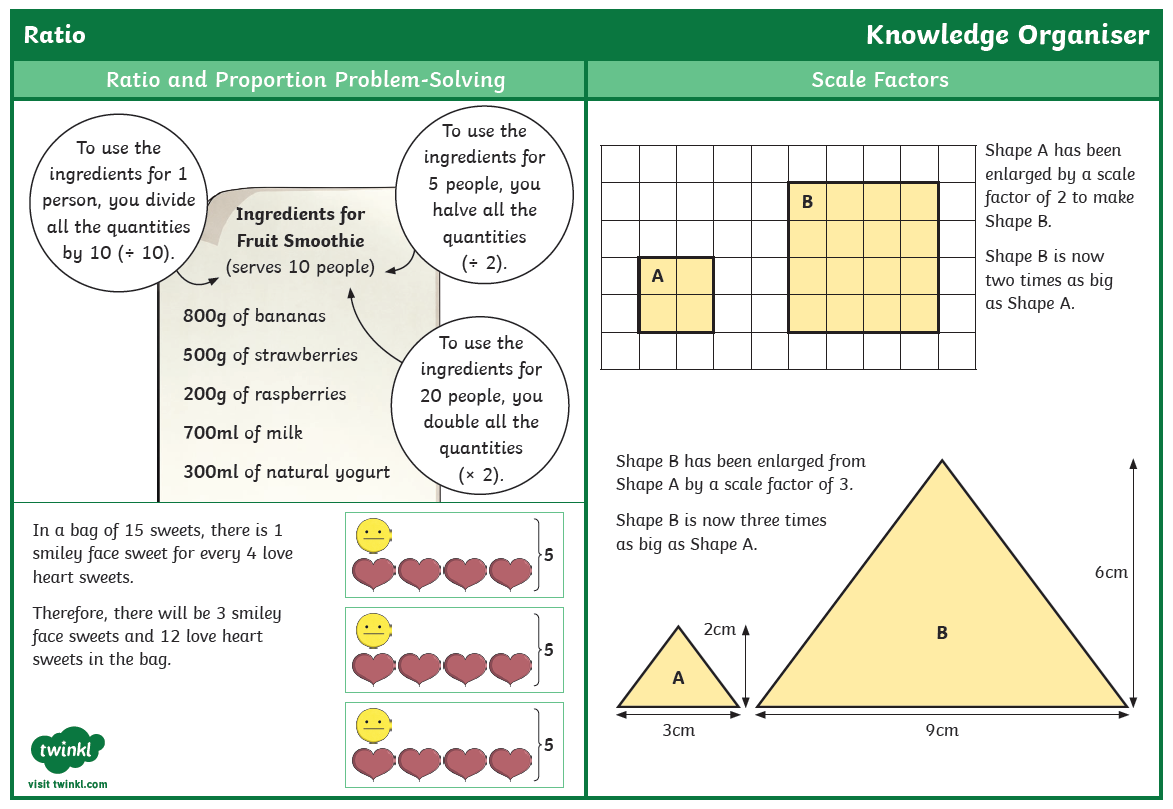 Ratio
Knowledge Organiser
Ratio and Proportion Problem-Solving
To use the
ingredients for 1
person, you divide
all the quantities
by 10 (÷ 10).
To use the
ingredients for
5 people, you
halve all the
quantities
(÷ 2).
Ingredients for
Fruit Smoothie
(serves 10 people)
800g of bananas
500g of strawberries
200g of raspberries
700ml of milk
300ml of natural yogurt
To use the
ingredients for
20 people, you
double all the
quantities
(× 2).
In a bag of 15 sweets, there is 1
smiley face sweet for every 4 love
heart sweets.
Therefore, there will be 3 smiley
face sweets and 12 love heart
sweets in the bag.
5
5
5
twinkl
visit twinkl.com
Scale Factors
A
B
Shape A has been
enlarged by a scale
factor of 2 to make
Shape B.
Shape B is now
two times as big
as Shape A.
Shape B has been enlarged from
Shape A by a scale factor of 3.
Shape B is now three times
as big as Shape A.
A
2cm
3cm
B
6cm
9cm